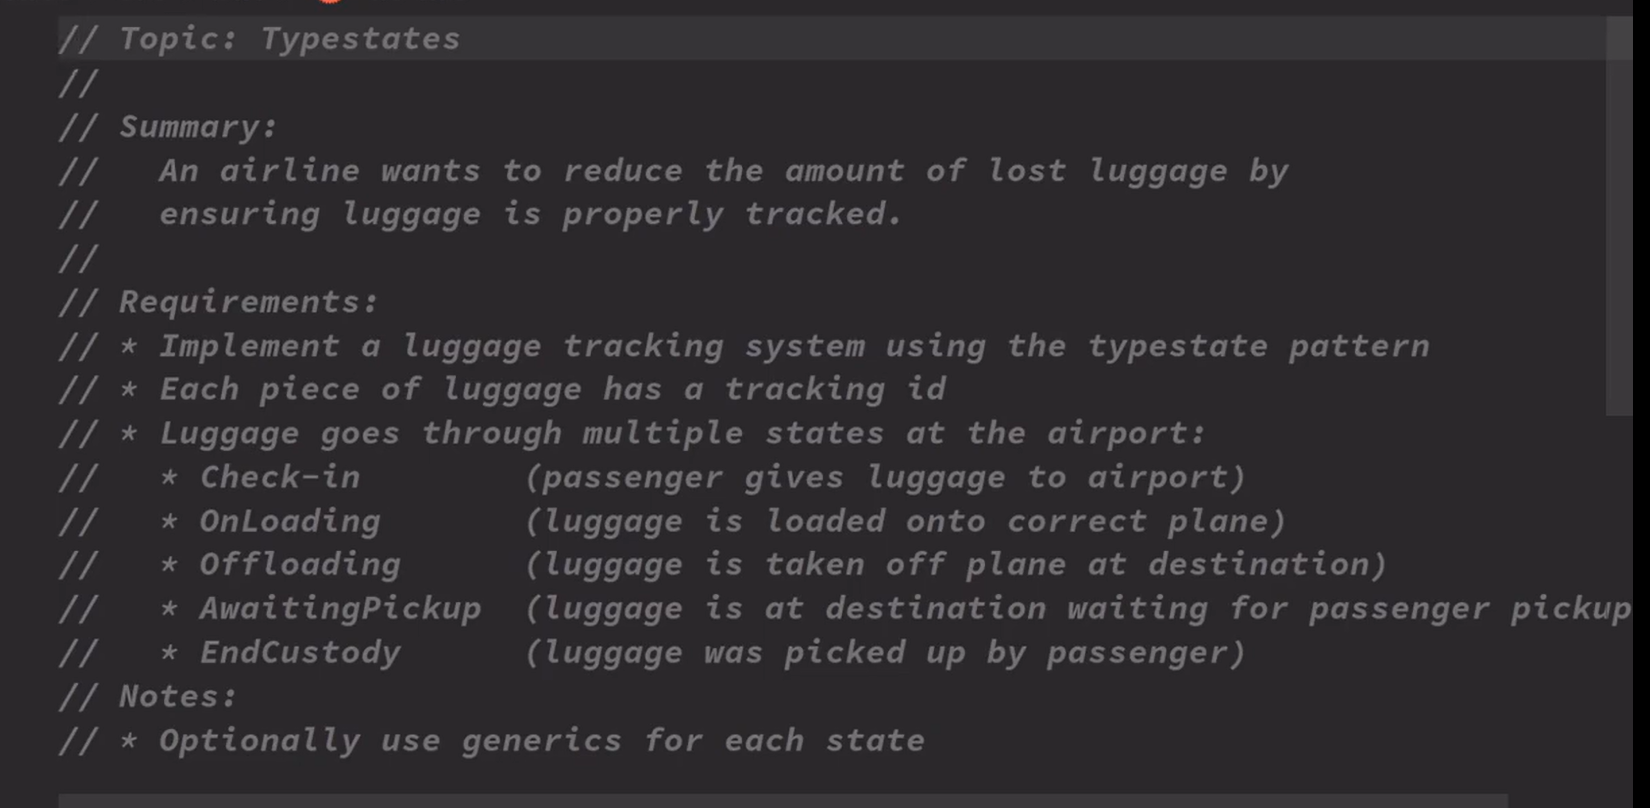 // Topic: Typestates
//
// Summary:
//   An airline wants to reduce the amount of lost luggage by
//   ensuring luggage is properly tracked.
//
// Requirements:
// * Implement a luggage tracking system using the typestate pattern
// * Each piece of luggage has a tracking id
// * Luggage goes through multiple states at the airport:
//   * Check-in        (passenger gives luggage to airport)
//   * OnLoading       (luggage is loaded onto correct plane)
//   * Offloading      (luggage is taken off plane at destination)
//   * AwaitingPickup  (luggage is at destination waiting for passenger pickup
//   * EndCustody      (luggage was picked up by passenger)
// Notes:
// * Optionally use generics for each state